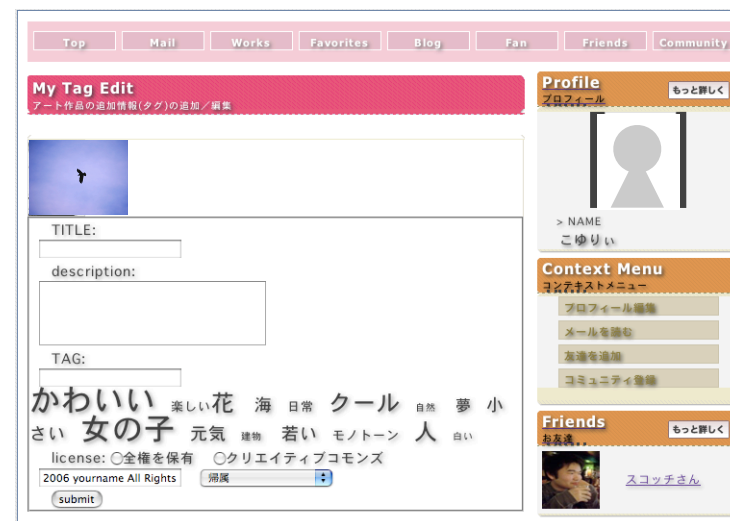 Top Mail Works Favorites Blog Fan Friends Community
My Tag Edit
アート作品の追加情報(タグ)の追加／編集
TITLE:
description:
TAG:
かわいい 楽しい 花 海 日常 クール 自然 夢 小
さい 女の子 元気 建物 若い モノトーン 人 白い
license: 全権を保有 クリエイティブコモンズ
2006 yourname All Rights 帰属
submit
Profile
もっと詳しく
プロフィール
> NAME
こゆりぃ
Context Menu
コンテキストメニュー
プロフィール編集
メールを読む
友達を追加
コミュニティ登録
Friends
もっと詳しく
お友達。。
スコッチさん